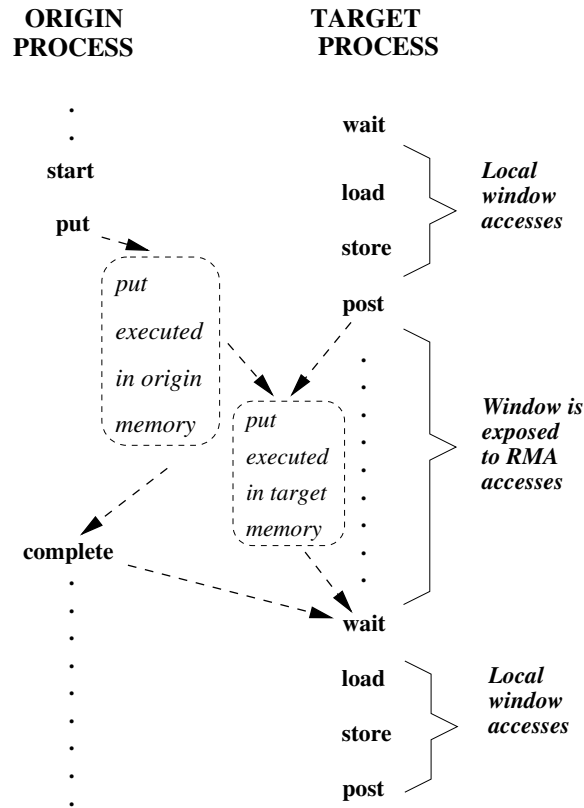 ORIGIN
PROCESS
TARGET
PROCESS
start
put
put
executed
in origin
memory
complete
wait
load
store
post
put
executed
in target
memory
wait
load
store
post
Local
window
accesses
Window is
exposed
to RMA
accesses
Local
window
accesses